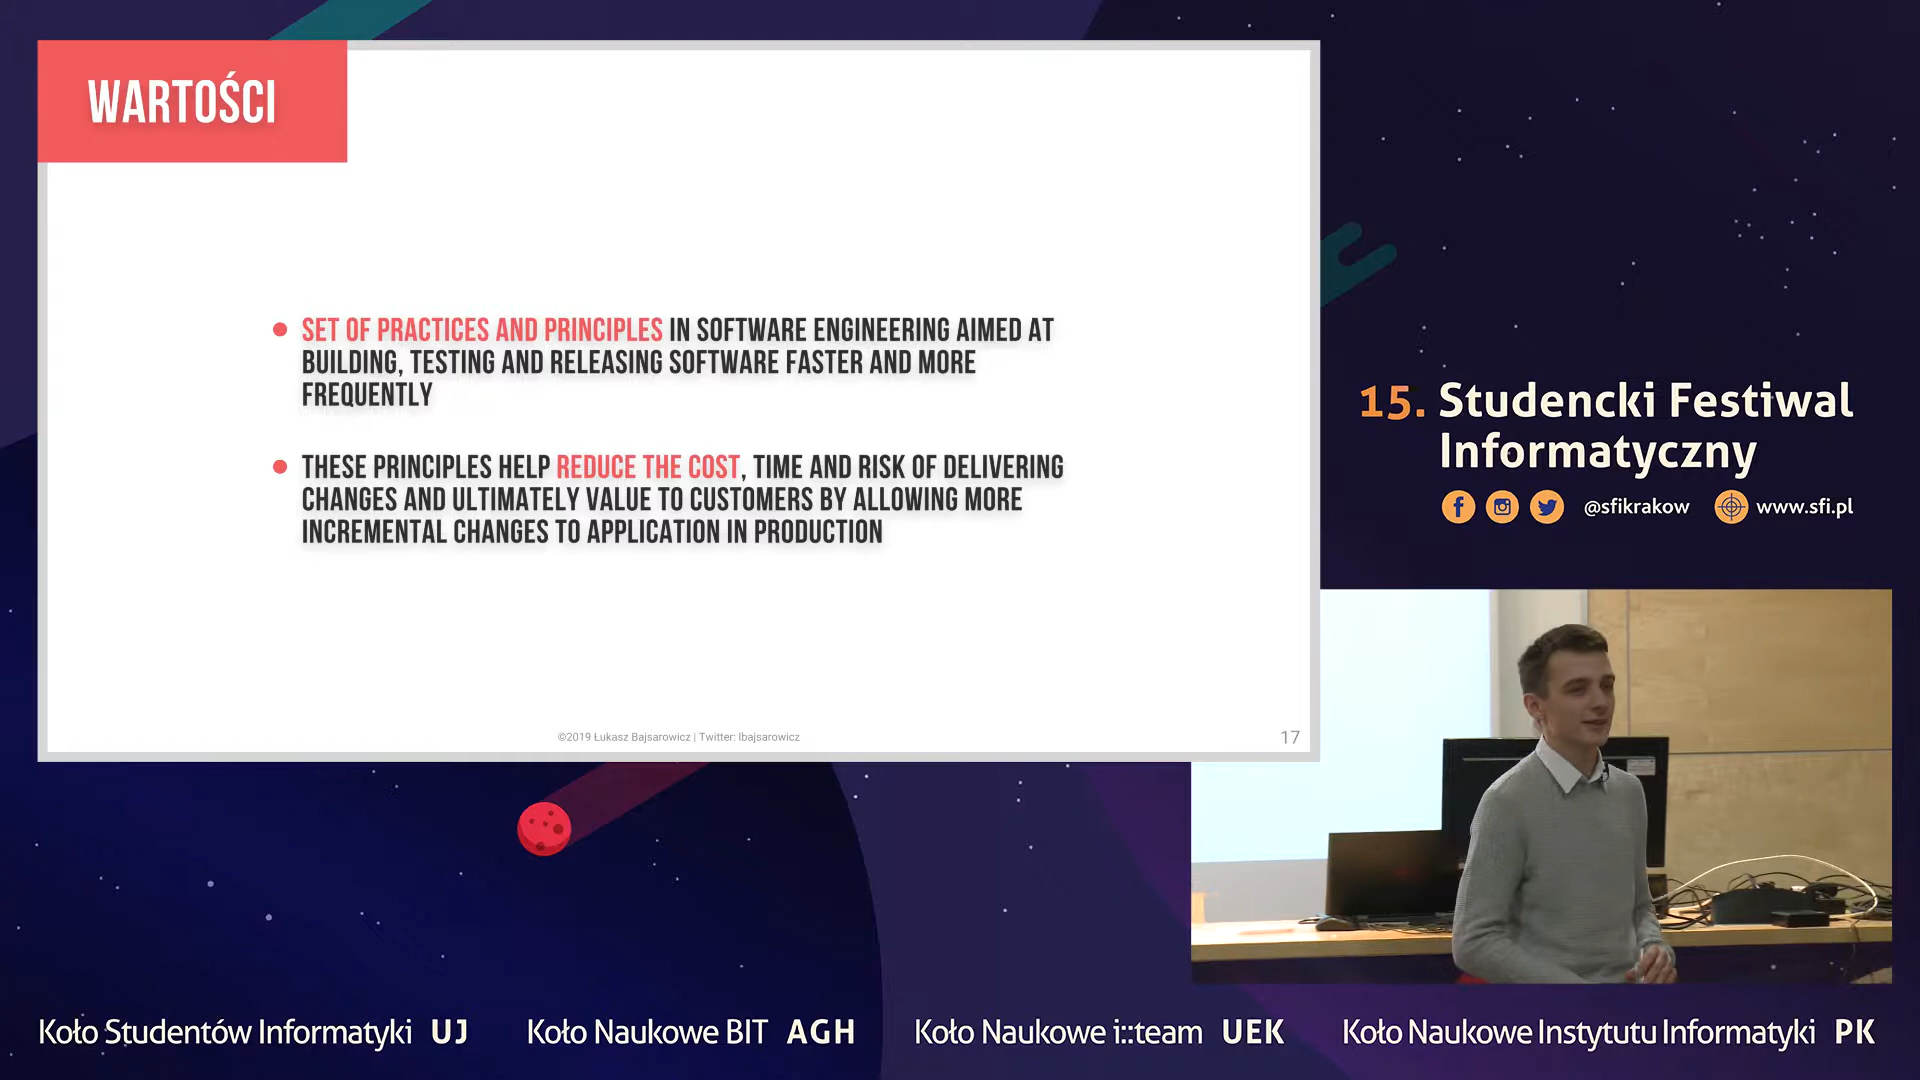 WARTOŚCI
SET OF PRACTICES AND PRINCIPLES IN SOFTWARE ENGINEERING AIMED AT
BUILDING, TESTING AND RELEASING SOFTWARE FASTER AND MORE
FREQUENTLY
THESE PRINCIPLES HELP REDUCE THE COST, TIME AND RISK OF DELIVERING
CHANGES AND ULTIMATELY VALUE TO CUSTOMERS BY ALLOWING MORE
INCREMENTAL CHANGES TO APPLICATION IN PRODUCTION
©2019 Łukasz Bajsarowicz | Twitter: lbajsarowicz
17
15. Studencki Festiwal
Informatyczny
@sfikrakow www.sfi.pl
Koło Studentów Informatyki UJ Koło Naukowe BIT AGH Koło Naukowe i::team UEK Koło Naukowe Instytutu Informatyki PK